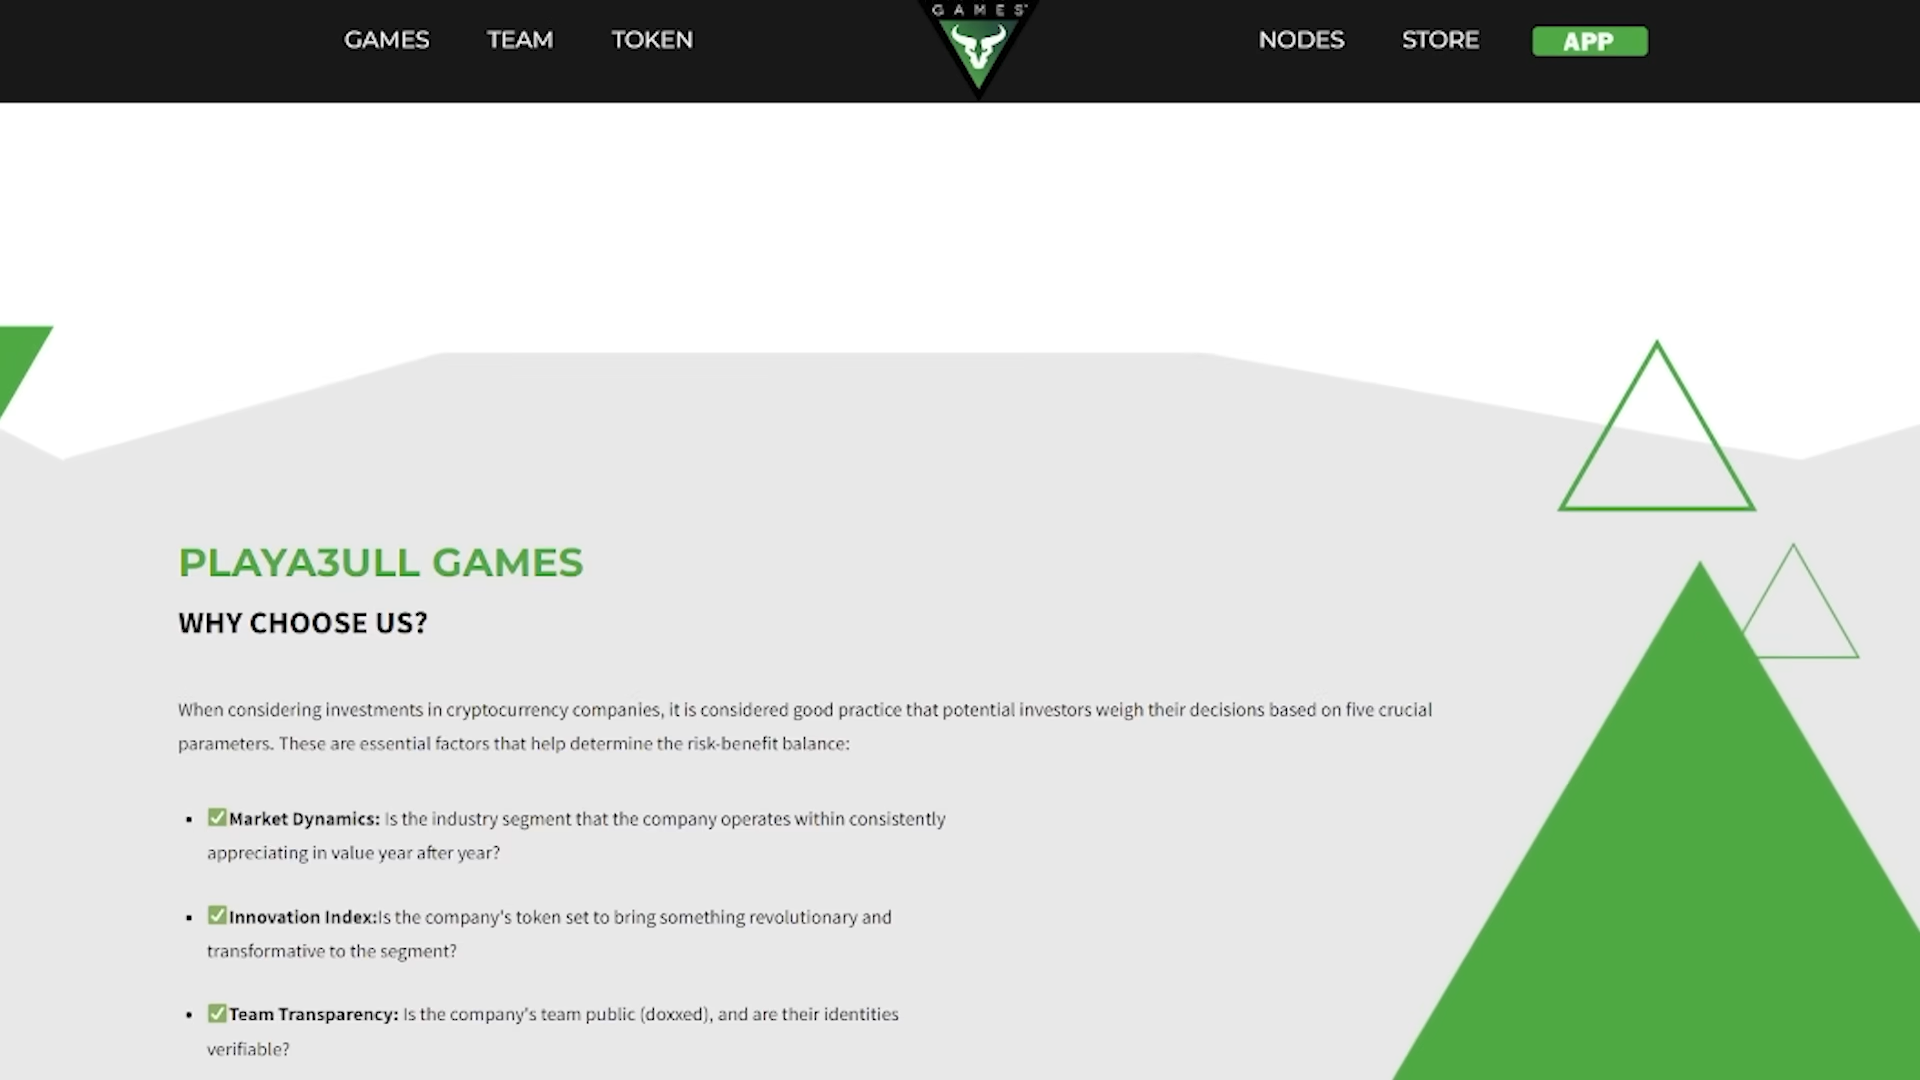 GAMES TEAM TOKEN GAMES NODES STORE APP
PLAYA3ULL GAMES
WHY CHOOSE US?
When considering investments in cryptocurrency companies, it is considered good practice that potential investors weigh their decisions based on five crucial
parameters. These are essential factors that help determine the risk-benefit balance:
✅Market Dynamics: Is the industry segment that the company operates within consistently
appreciating in value year after year?
✅Innovation Index:Is the company's token set to bring something revolutionary and
transformative to the segment?
✅Team Transparency: Is the company's team public (doxxed), and are their identities
verifiable?